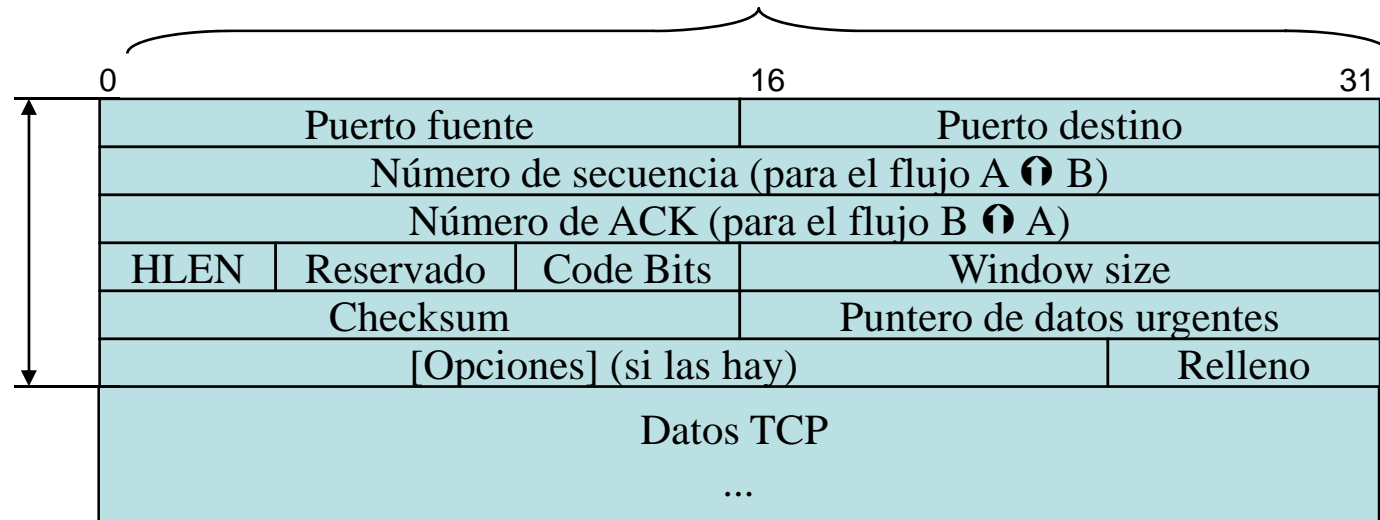 0 16 31
Puerto fuente Puerto destino
Número de secuencia (para el flujo A ⮉ B)
Número de ACK (para el flujo B ⮉ A)
HLEN Reservado Code Bits Window size
Checksum Puntero de datos urgentes
[Opciones] (si las hay) Relleno
Datos TCP
...